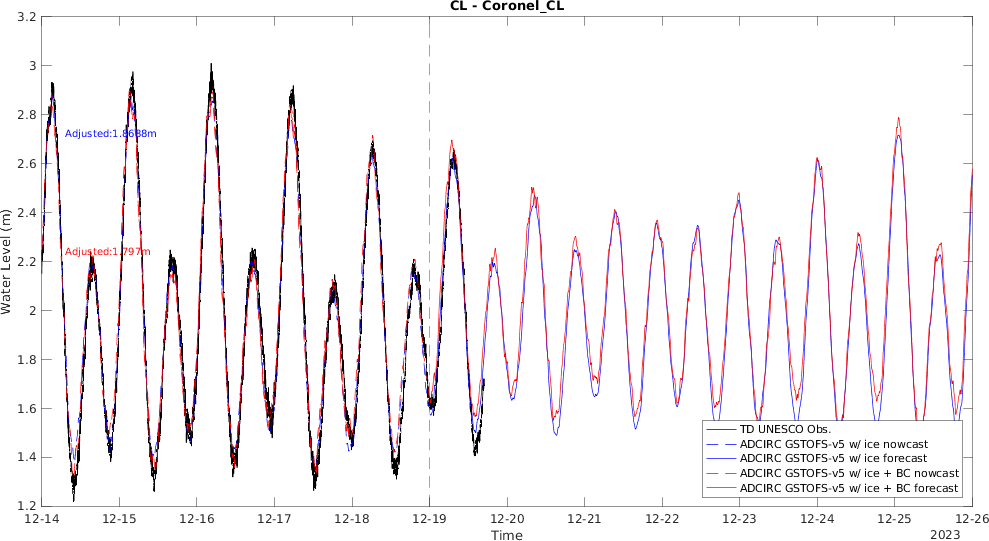 CL - Coronel_CL
3.2
3
2.8
2.6
2.4
2.2
2
1.8
1.6
1.4
1.2
Water Level (m)
Adjusted:1.8688m
Adjusted:1.797m
TD UNESCO Obs.
ADCIRC GSTOFS-v5 w/ ice nowcast
ADCIRC GSTOFS-v5 w/ ice forecast
ADCIRC GSTOFS-v5 w/ ice + BC nowcast
ADCIRC GSTOFS-v5 w/ ice + BC forecast
12-14 12-15 12-16 12-17 12-18 12-19 12-20 12-21 12-22 12-23 12-24 12-25 12-26
Time
2023